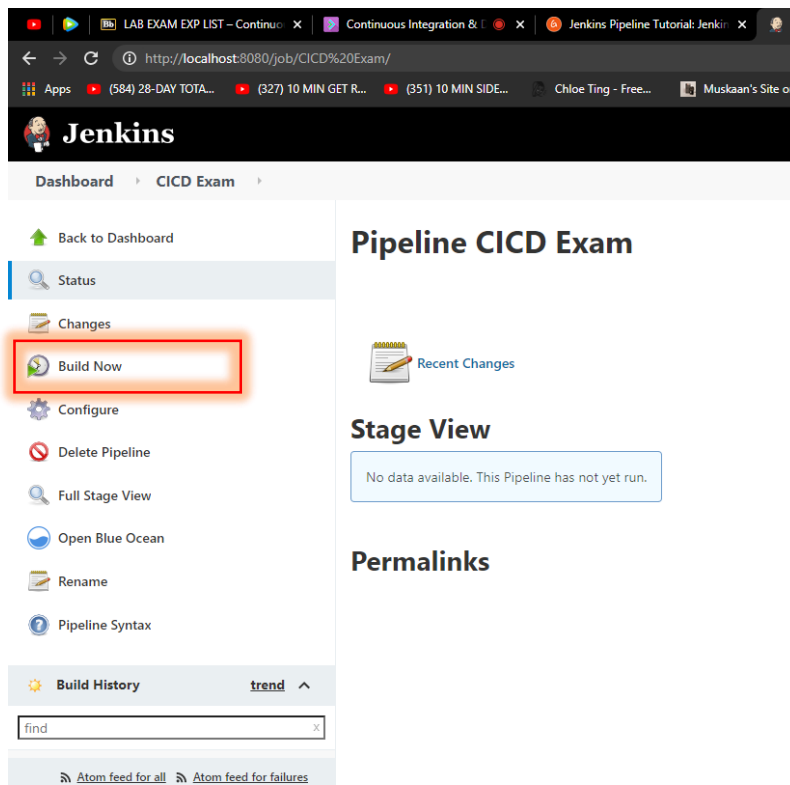 LAB EXAM EXP LIST – Continuo
Continuous Integration & D
Jenkins Pipeline Tutorial: Jenkin
http://localhost:8080/job/CICD%20Exam/
Apps
(584) 28-DAY TOTA...
(327) 10 MIN GET R...
(351) 10 MIN SIDE...
Chloe Ting - Free...
Muskaan's Site o
Jenkins
Dashboard
CICD Exam
Back to Dashboard
Status
Changes
Build Now
Configure
Delete Pipeline
Full Stage View
Open Blue Ocean
Rename
Pipeline Syntax
Build History
trend
find
x
Atom feed for all
Atom feed for failures
Pipeline CICD Exam
Recent Changes
Stage View
No data available. This Pipeline has not yet run.
Permalinks